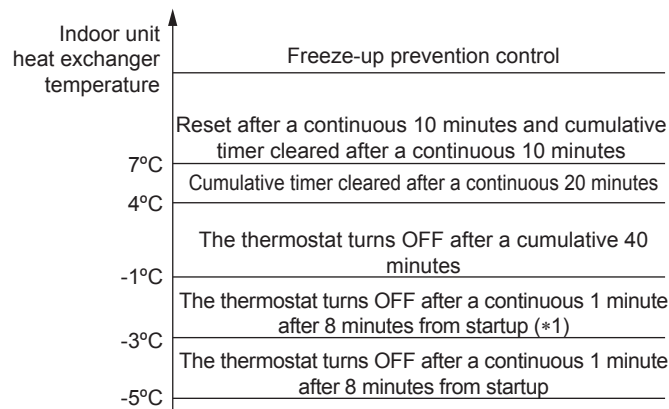 Indoor unit
heat exchanger
temperature
Freeze-up prevention control
Reset after a continuous 10 minutes and cumulative
timer cleared after a continuous 10 minutes
7ºC
Cumulative timer cleared after a continuous 20 minutes
4ºC
The thermostat turns OFF after a cumulative 40
minutes
-1ºC
The thermostat turns OFF after a continuous 1 minute
after 8 minutes from startup (*1)
-3ºC
The thermostat turns OFF after a continuous 1 minute
after 8 minutes from startup
-5ºC